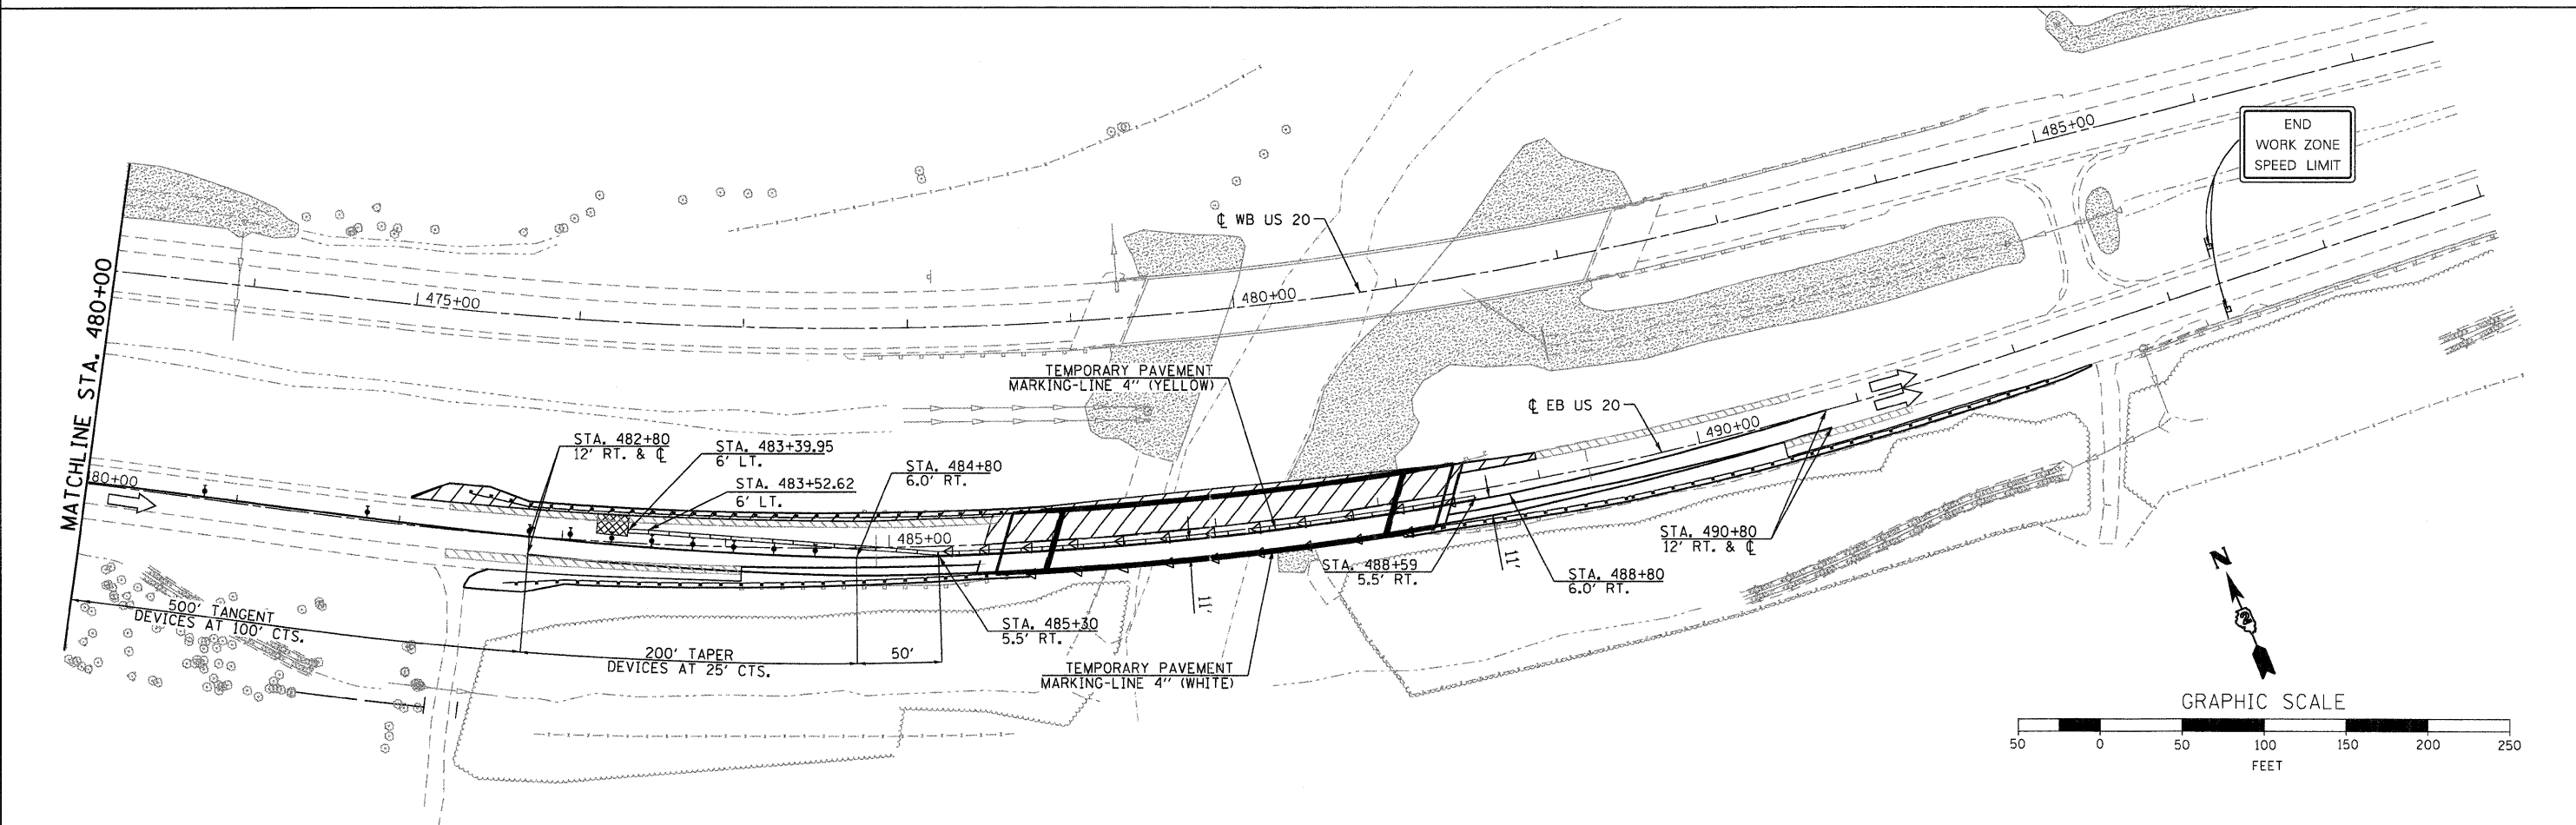 MATCHLINE STA. 480+00
END
WORK ZONE
SPEED LIMIT
485+00
℄ WB US 20
475+00
480+00
TEMPORARY PAVEMENT
MARKING-LINE 4" (YELLOW)
℄ EB US 20
490+00
STA. 482+80
12' RT. & ℄
STA. 483+39.95
6' LT.
STA. 483+52.62
6' LT.
STA. 484+80
6.0' RT.
80+00
485+00
STA. 490+80
12' RT. & ℄
STA. 488+59
5.5' RT.
11'
STA. 488+80
6.0' RT.
11'
500' TANGENT
DEVICES AT 100' CTS.
STA. 485+30
5.5' RT.
200' TAPER
DEVICES AT 25' CTS.
50'
TEMPORARY PAVEMENT
MARKING-LINE 4" (WHITE)
N
2
GRAPHIC SCALE
50 0 50 100 150 200 250
FEET